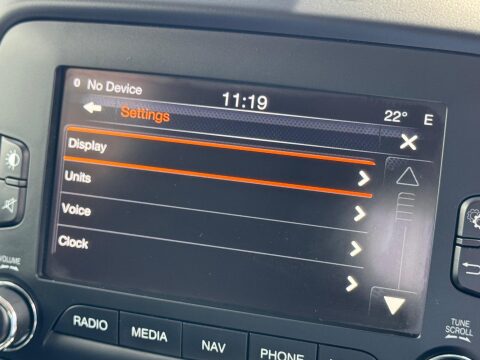 No Device
11:19
22° E
Settings
Display
Units
Voice
Clock
VOLUME
TUNE
SCROLL
RADIO
MEDIA
NAV
PHONE